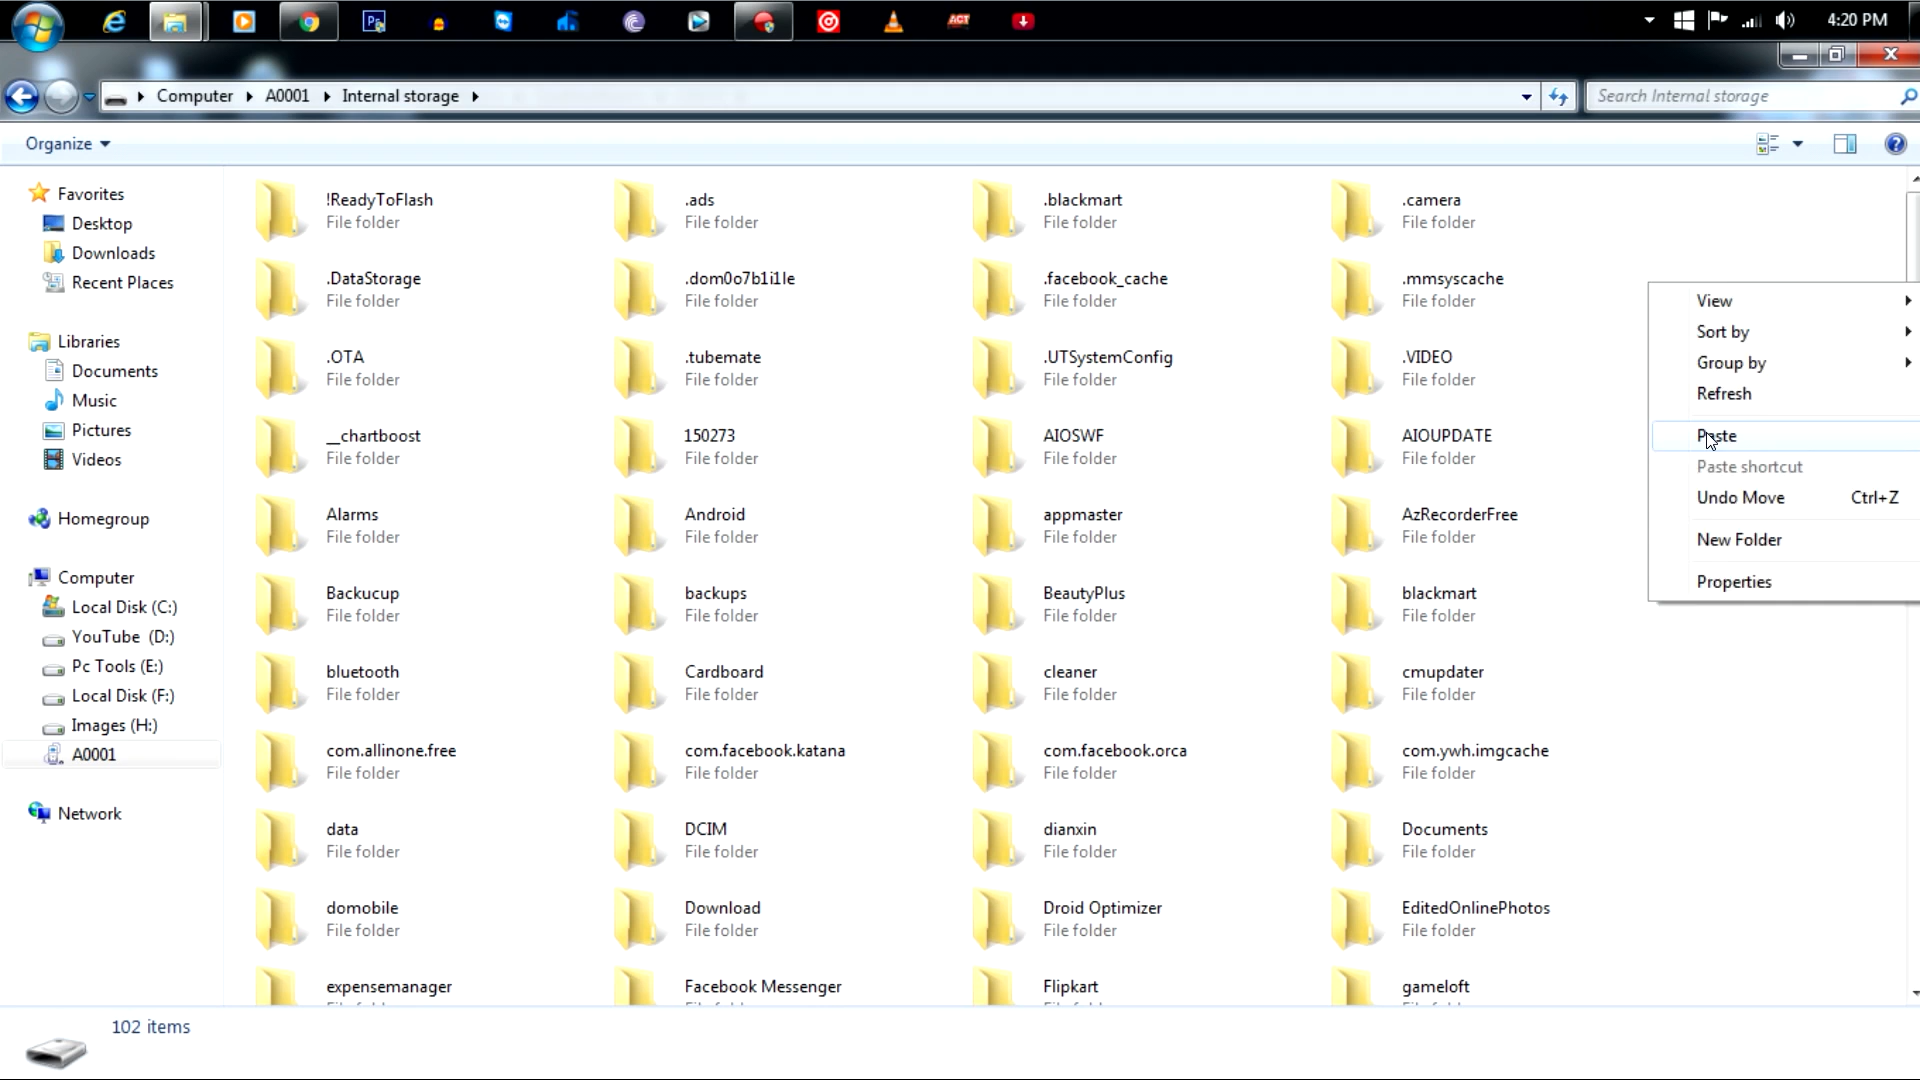 4:20 PM
Computer
A0001
Internal storage
Search Internal storage
Organize
Favorites
Desktop
Downloads
Recent Places
Libraries
Documents
Music
Pictures
Videos
Homegroup
Computer
Local Disk (C:)
YouTube (D:)
Pc Tools (E:)
Local Disk (F:)
Images (H:)
A0001
Network
!ReadyToFlash
File folder
.ads
File folder
.blackmart
File folder
.camera
File folder
.DataStorage
File folder
.dom0o7b1i1le
File folder
.facebook_cache
File folder
.mmsyscache
File folder
.OTA
File folder
.tubemate
File folder
.UTSystemConfig
File folder
.VIDEO
File folder
__chartboost
File folder
150273
File folder
AIOSWF
File folder
AIOUPDATE
File folder
Alarms
File folder
Android
File folder
appmaster
File folder
AzRecorderFree
File folder
Backucup
File folder
backups
File folder
BeautyPlus
File folder
blackmart
File folder
bluetooth
File folder
Cardboard
File folder
cleaner
File folder
cmupdater
File folder
com.allinone.free
File folder
com.facebook.katana
File folder
com.facebook.orca
File folder
com.ywh.imgcache
File folder
data
File folder
DCIM
File folder
dianxin
File folder
Documents
File folder
domobile
File folder
Download
File folder
Droid Optimizer
File folder
EditedOnlinePhotos
File folder
expensemanager
Facebook Messenger
Flipkart
gameloft
View
Sort by
Group by
Refresh
Paste
Paste shortcut
Undo Move Ctrl+Z
New Folder
Properties
102 items
ACT